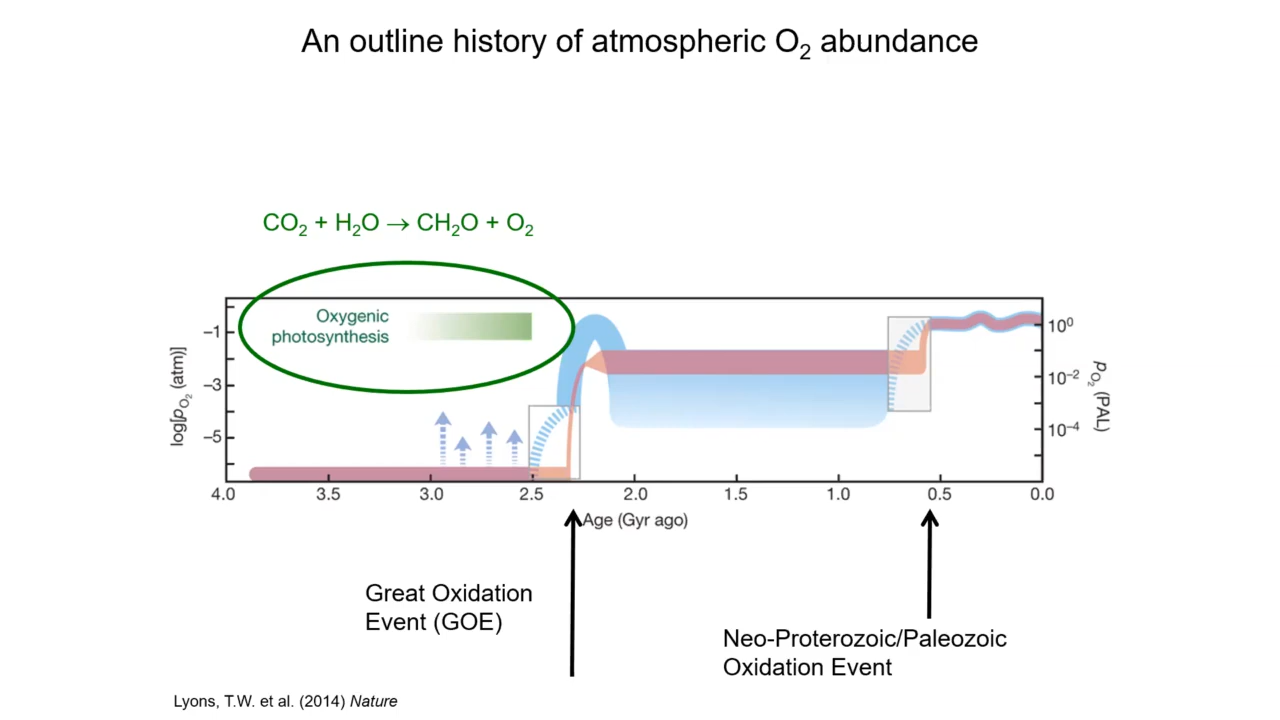 An outline history of atmospheric O₂ abundance
CO₂ + H₂O → CH₂O + O₂
Oxygenic
photosynthesis
log[pO₂ (atm)]
–1
–3
–5
10⁰
10⁻²
10⁻⁴
pO₂ (PAL)
4.0 3.5 3.0 2.5 2.0 1.5 1.0 0.5 0.0
Age (Gyr ago)
Great Oxidation
Event (GOE)
Neo-Proterozoic/Paleozoic
Oxidation Event
Lyons, T.W. et al. (2014) Nature